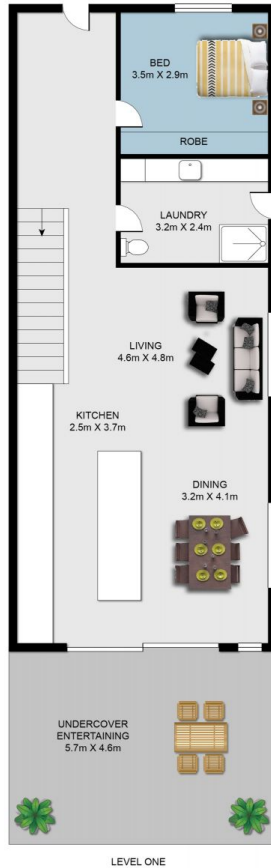 BED
3.5m X 2.9m
ROBE
LAUNDRY
3.2m X 2.4m
LIVING
4.6m X 4.8m
KITCHEN
2.5m X 3.7m
DINING
3.2m X 4.1m
UNDERCOVER
ENTERTAINING
5.7m X 4.6m
LEVEL ONE